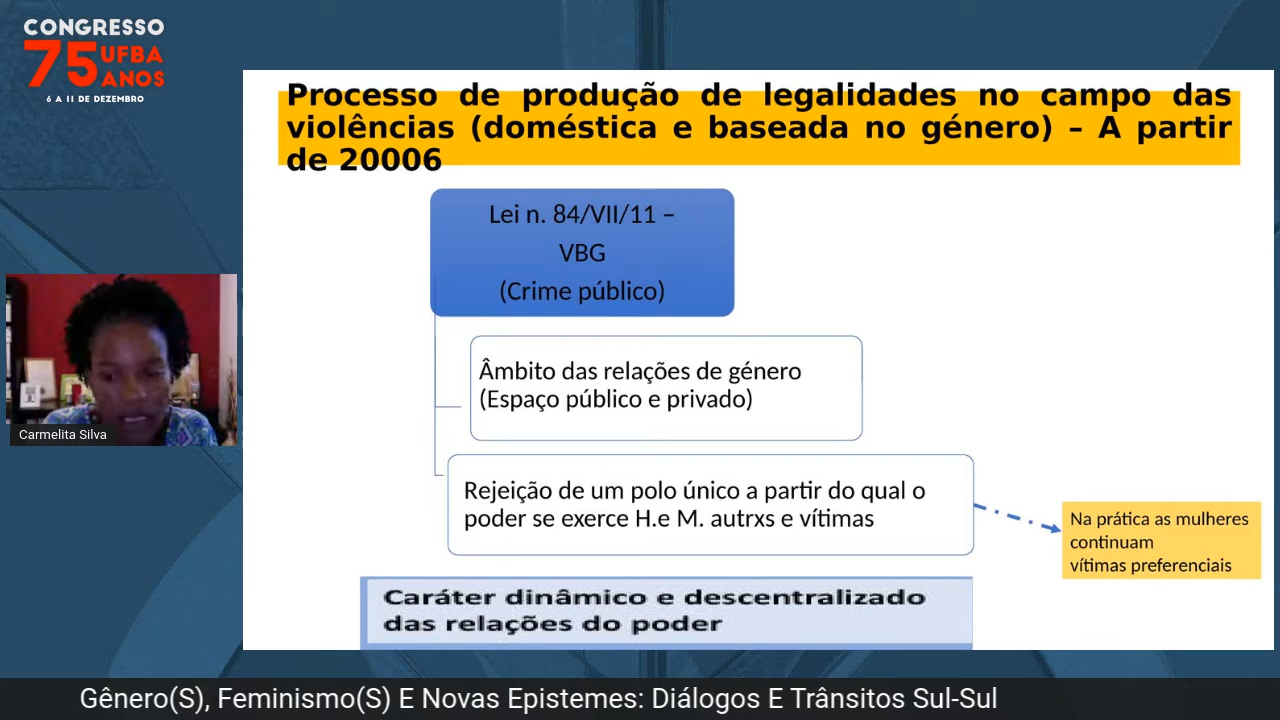 CONGRESSO
75 UFBA
ANOS
6 A 11 DE DEZEMBRO
Processo de produção de legalidades no campo das
violências (doméstica e baseada no género) – A partir
de 20006
Lei n. 84/VII/11 –
VBG
(Crime público)
Âmbito das relações de género
(Espaço público e privado)
Rejeição de um polo único a partir do qual o
poder se exerce H.e M. autrxs e vítimas
Na prática as mulheres
continuam
vítimas preferenciais
Caráter dinâmico e descentralizado
das relações do poder
Carmelita Silva
Gênero(S), Feminismo(S) E Novas Epistemes: Diálogos E Trânsitos Sul-Sul